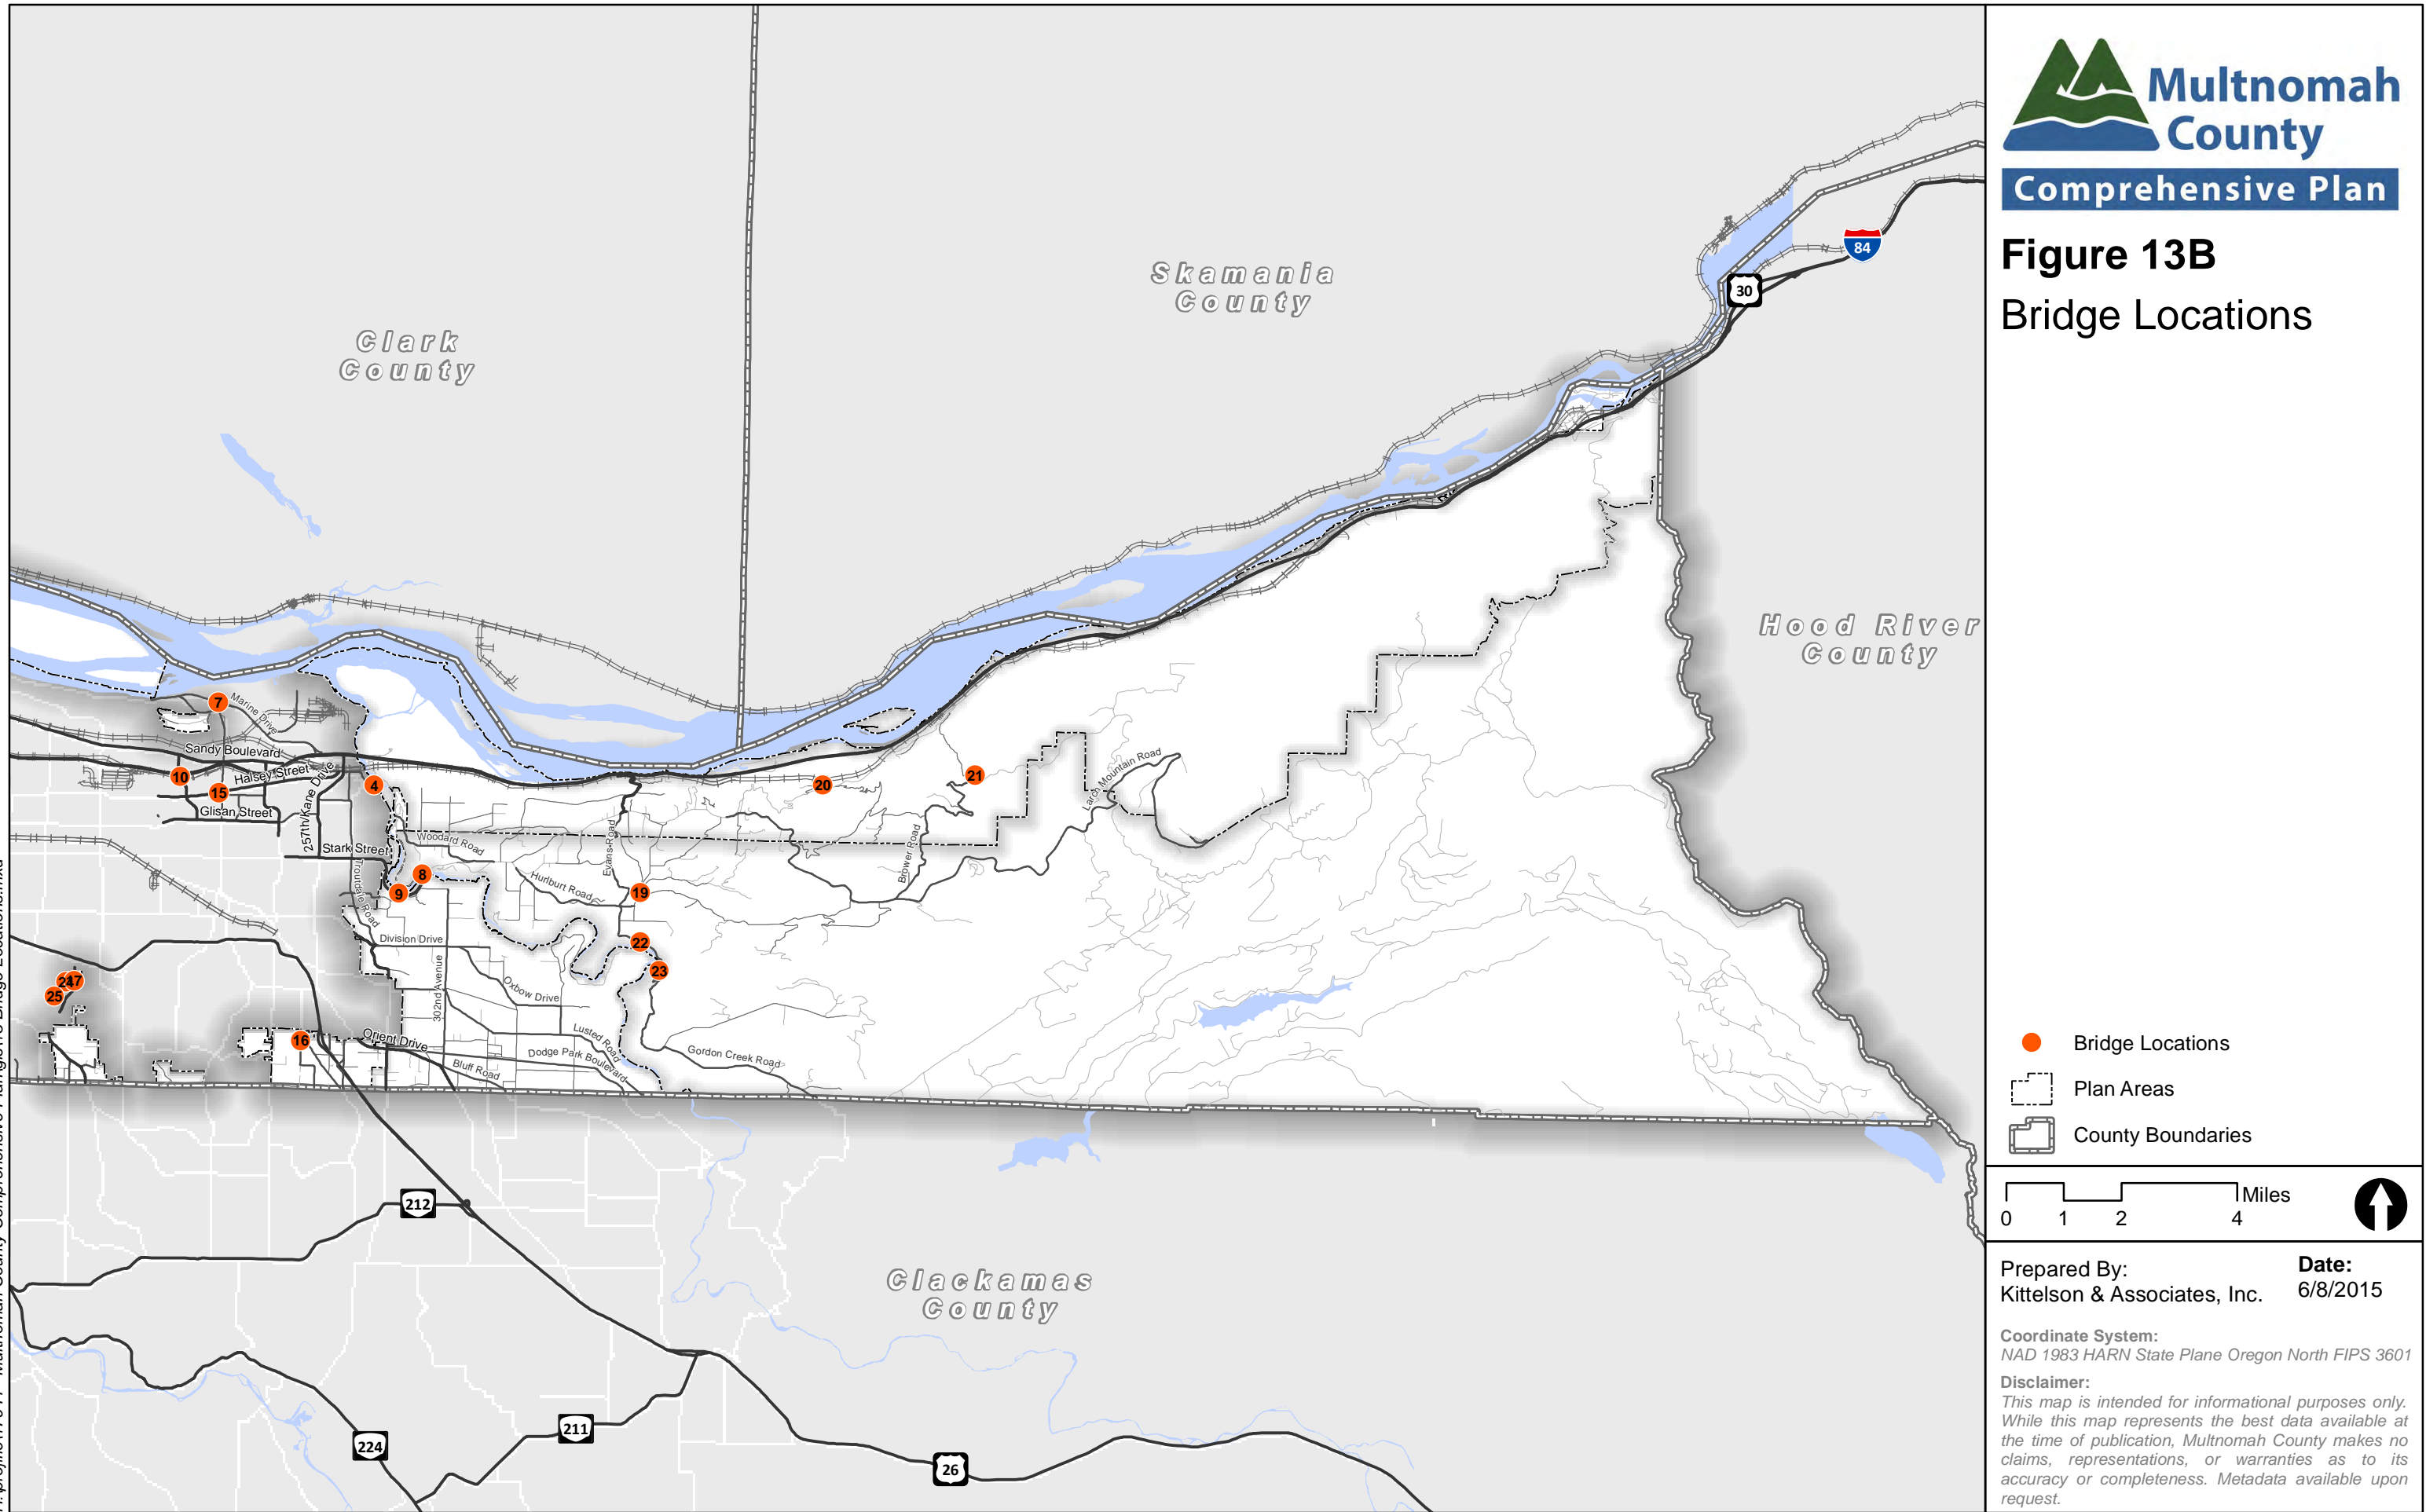 Multnomah
County
Comprehensive Plan
Figure 13B
Bridge Locations
84
30
Skamania
County
Clark
County
Hood River
County
7
Marine Drive
Sandy Boulevard
10
Halsey Street
15
Glisan Street
257th/Kane Drive
4
20
21
Larch Mountain Road
Woodard Road
Evans Road
Brower Road
Stark Street
Troutdale Road
8
9
Hurlburt Road
19
Division Drive
22
23
302nd Avenue
Oxbow Drive
17
25
16
Orient Drive
Lusted Road
Dodge Park Boulevard
Bluff Road
Gordon Creek Road
212
Clackamas
County
211
224
26
Bridge Locations
Plan Areas
County Boundaries
Miles
0 1 2 4
Prepared By:
Kittelson & Associates, Inc.
Date:
6/8/2015
Coordinate System:
NAD 1983 HARN State Plane Oregon North FIPS 3601
Disclaimer:
This map is intended for informational purposes only.
While this map represents the best data available at
the time of publication, Multnomah County makes no
claims, representations, or warranties as to its
accuracy or completeness. Metadata available upon
request.